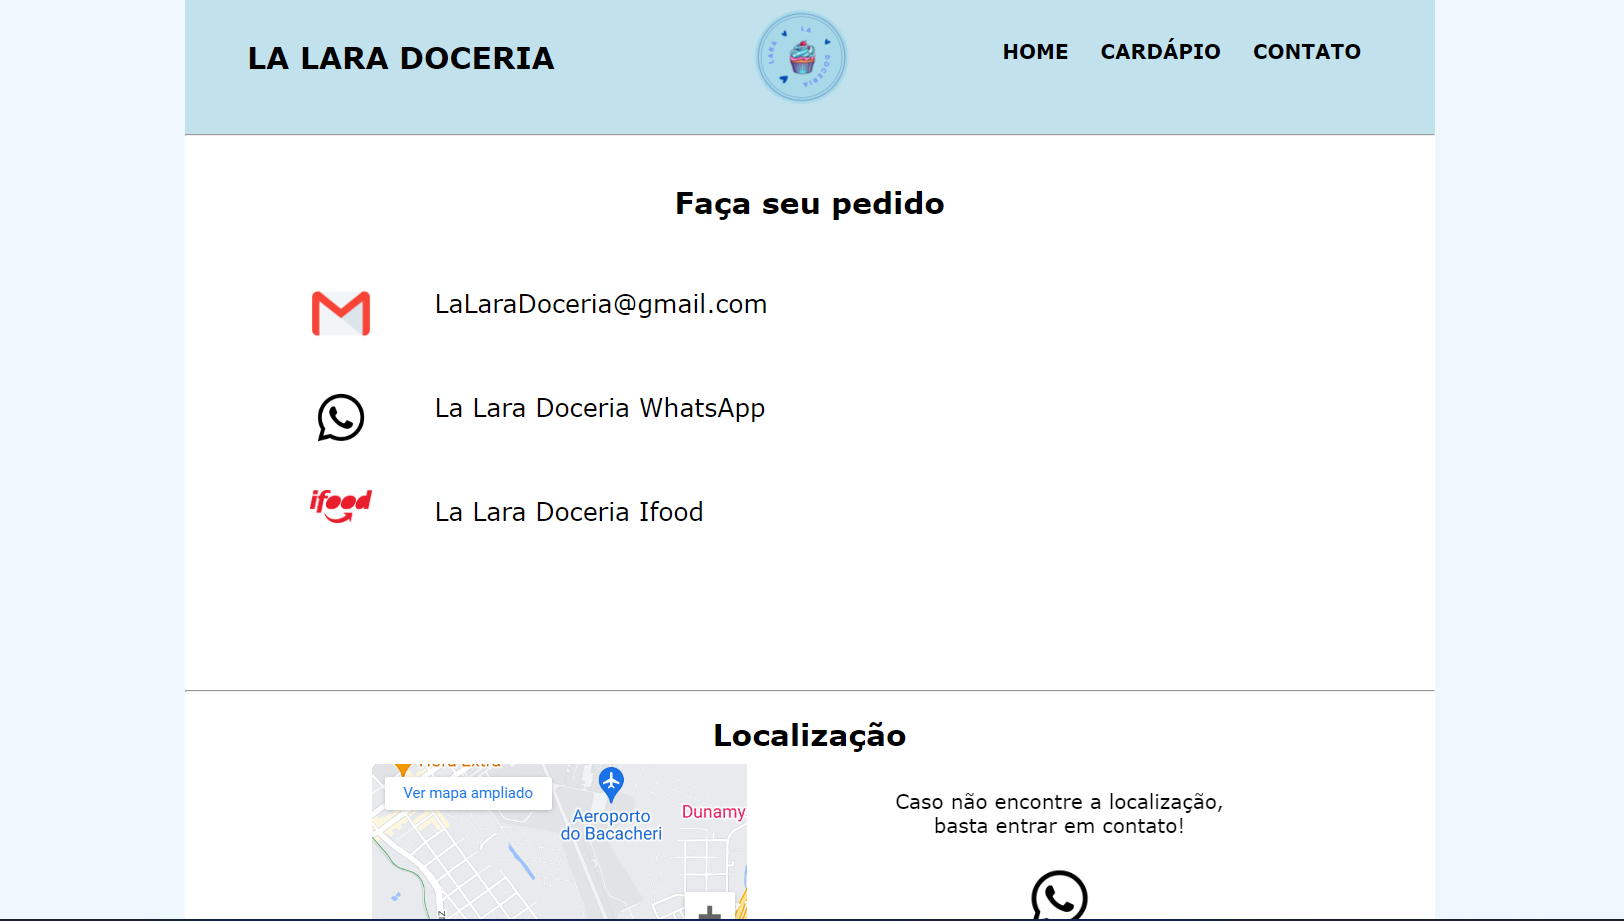 LA LARA DOCERIA
LA LARA DOCERIA
HOME CARDÁPIO CONTATO
Faça seu pedido
LaLaraDoceria@gmail.com
La Lara Doceria WhatsApp
ifood
La Lara Doceria Ifood
Localização
Hora Extra
Ver mapa ampliado
Aeroporto
do Bacacheri
Dunamy
Caso não encontre a localização,
basta entrar em contato!